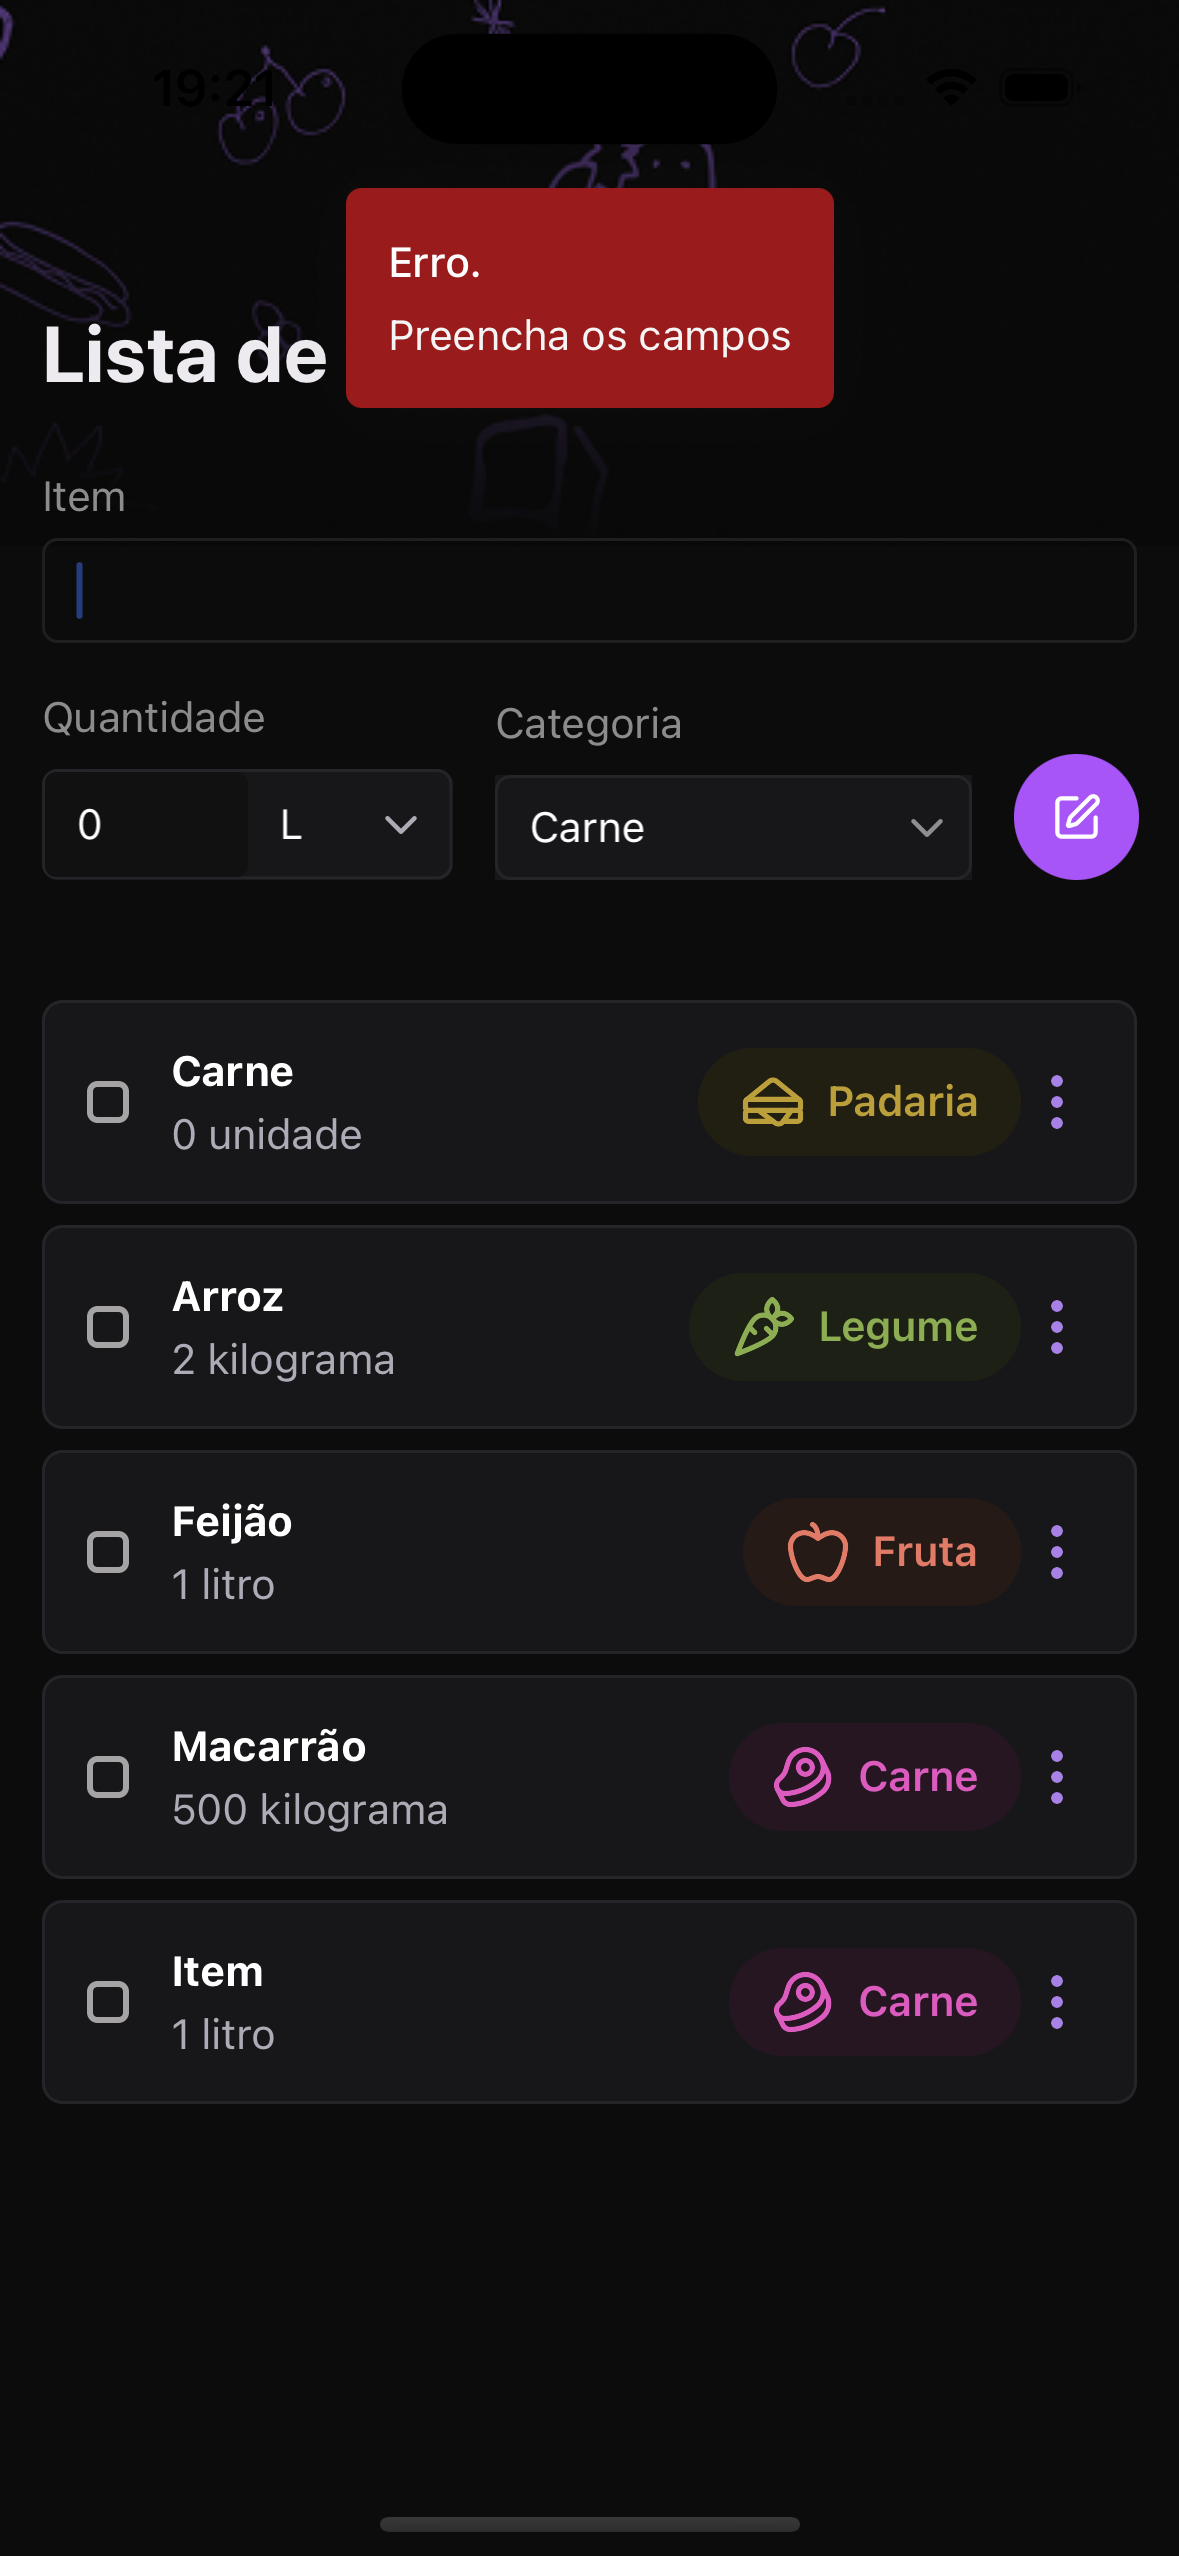 19:21
Erro.
Preencha os campos
Lista de
Item
Quantidade
Categoria
0
L
Carne
Carne
0 unidade
Padaria
Arroz
2 kilograma
Legume
Feijão
1 litro
Fruta
Macarrão
500 kilograma
Carne
Item
1 litro
Carne